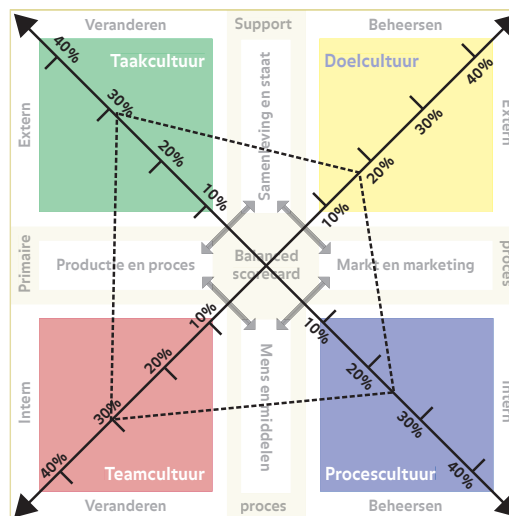 Veranderen
Support
Beheersen
40%
Taakcultuur
Doelcultuur
40%
Extern
30%
Samenleving en staat
30%
Extern
20%
20%
10%
10%
Primaire
Productie en proces
Balanced
scorecard
Markt en marketing
proces
10%
10%
Intern
20%
Mens en middelen
20%
Intern
30%
30%
40%
Teamcultuur
Procescultuur
40%
Veranderen
proces
Beheersen